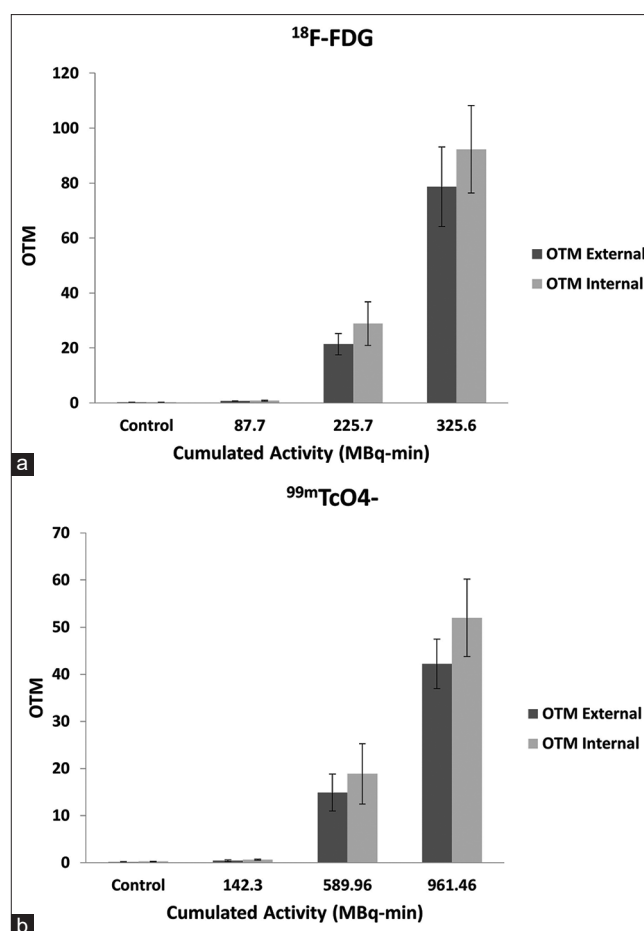 18F-FDG
120
100
80
60
40
20
0
OTM
Control 87.7 225.7 325.6
Cumulated Activity (MBq-min)
OTM External
OTM Internal
a
99mTcO4-
70
60
50
40
30
20
10
0
OTM
Control 142.3 589.96 961.46
Cumulated Activity (MBq-min)
OTM External
OTM Internal
b